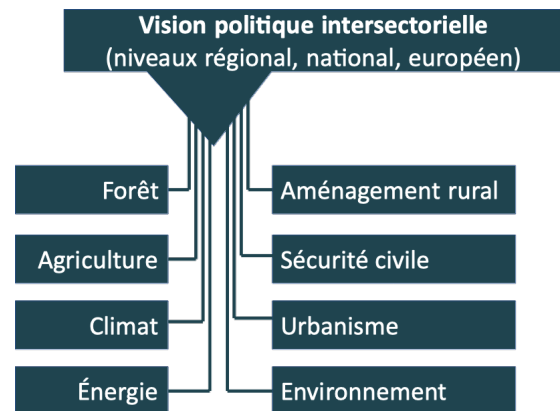 Vision politique intersectorielle
(niveaux régional, national, européen)
Forêt
Aménagement rural
Agriculture
Sécurité civile
Climat
Urbanisme
Énergie
Environnement